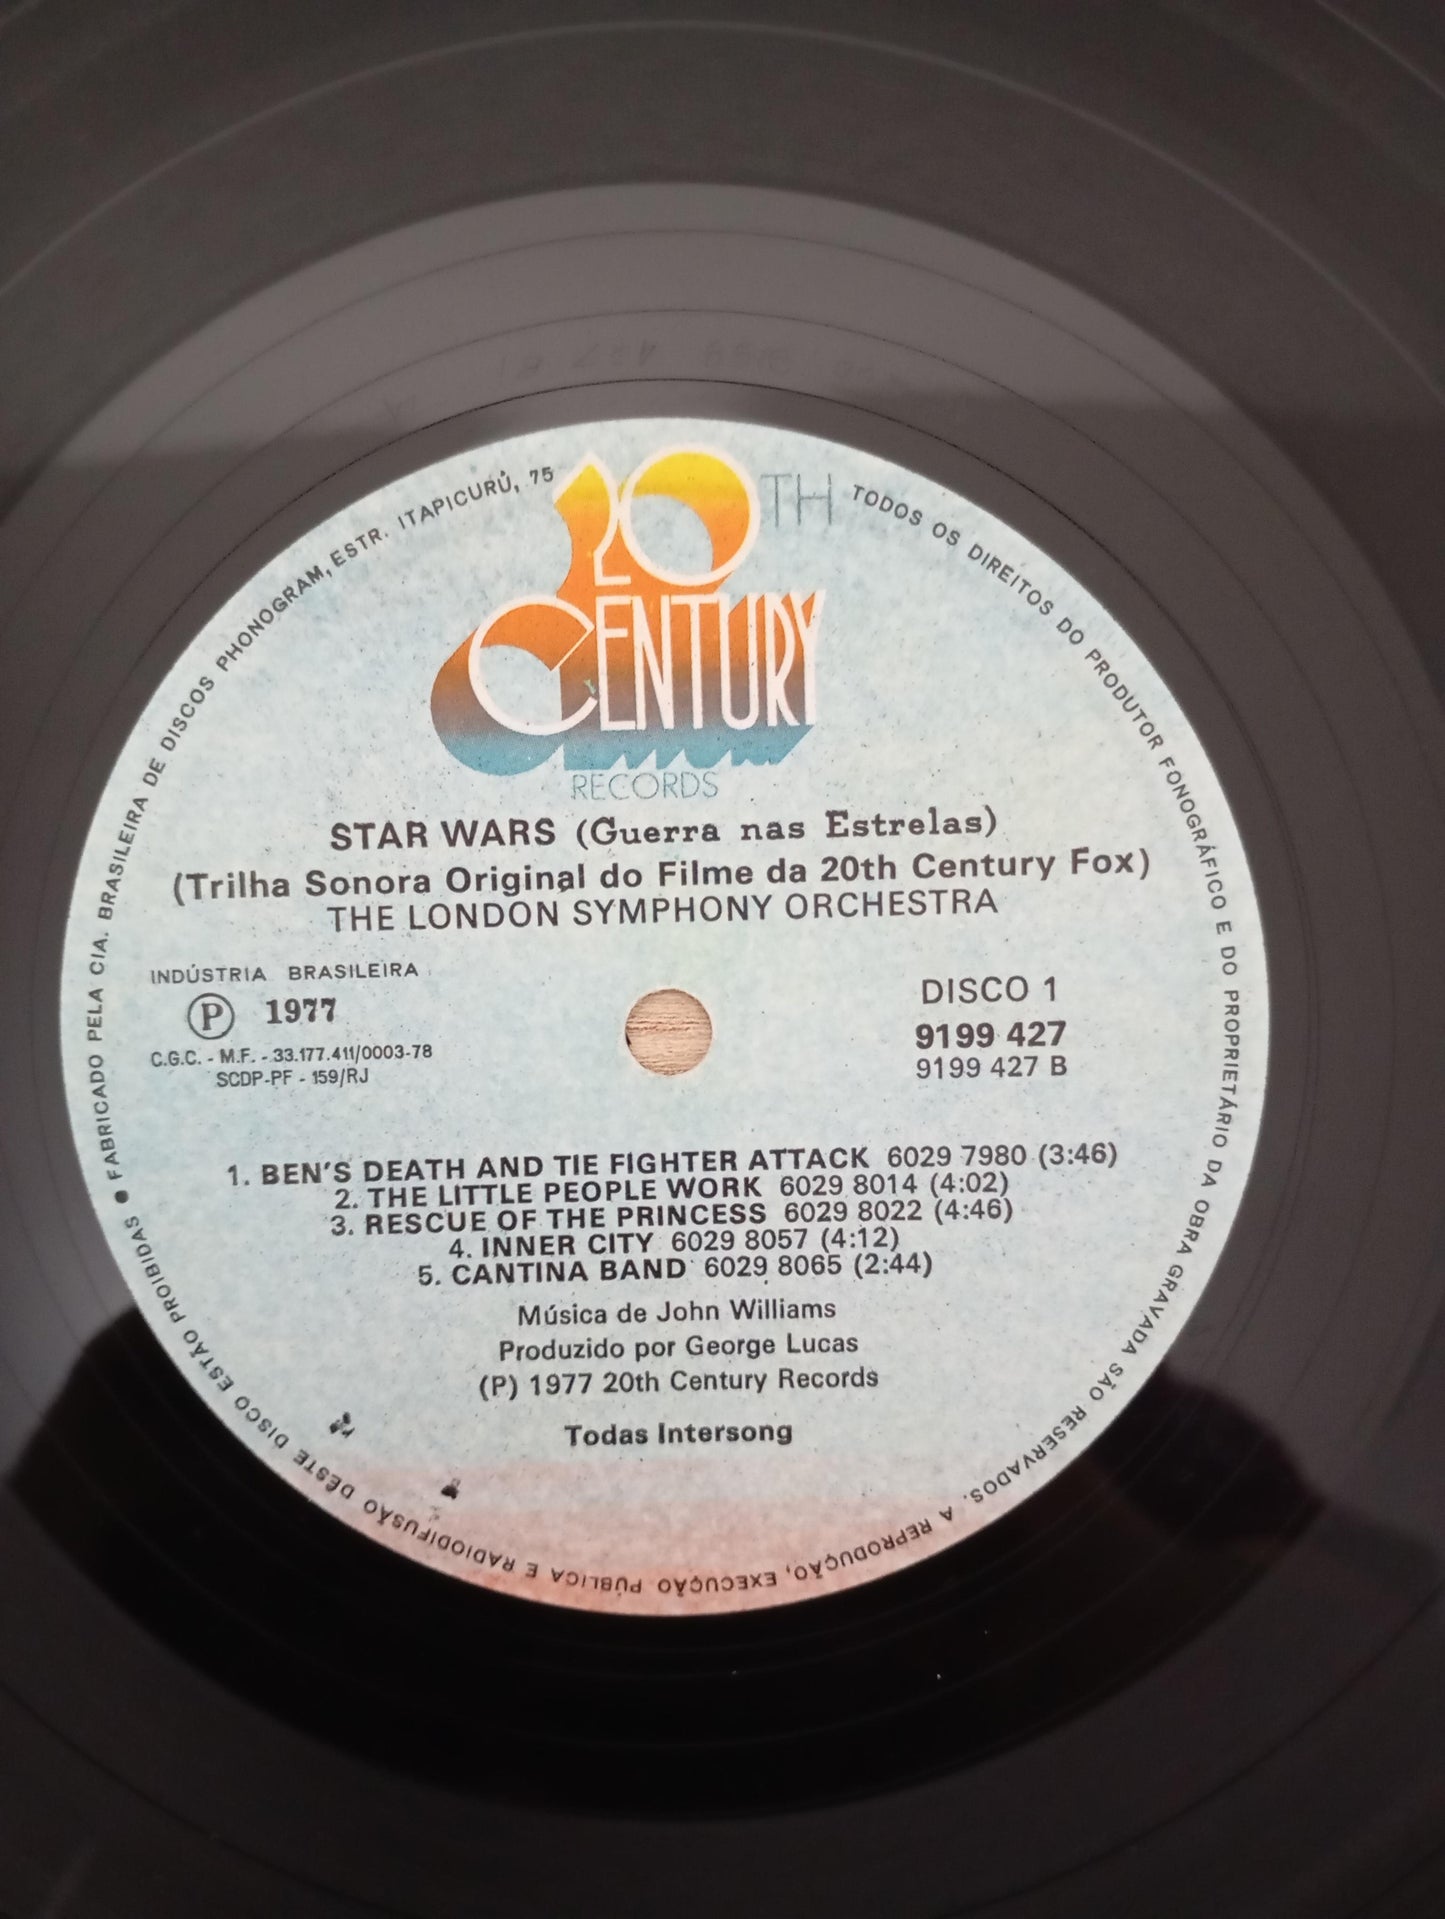 20TH
CENTURY
RECORDS
STAR WARS (Guerra nas Estrelas)
(Trilha Sonora Original do Filme da 20th Century Fox)
THE LONDON SYMPHONY ORCHESTRA
INDÚSTRIA BRASILEIRA
Ⓟ 1977
C.G.C. - M.F. - 33.177.411/0003-78
SCDP-PF - 159/RJ
DISCO 1
9199 427
9199 427 B
1. BEN'S DEATH AND TIE FIGHTER ATTACK 6029 7980 (3:46)
2. THE LITTLE PEOPLE WORK 6029 8014 (4:02)
3. RESCUE OF THE PRINCESS 6029 8022 (4:46)
4. INNER CITY 6029 8057 (4:12)
5. CANTINA BAND 6029 8065 (2:44)
Música de John Williams
Produzido por George Lucas
(P) 1977 20th Century Records
Todas Intersong
● FABRICADO PELA CIA. BRASILEIRA DE DISCOS PHONOGRAM, ESTR. ITAPICURÚ, 75
TODOS OS DIREITOS DO PRODUTOR FONOGRÁFICO E DO PROPRIETÁRIO DA OBRA GRAVADA SÃO RESERVADOS. A REPRODUÇÃO, EXECUÇÃO PÚBLICA E RADIODIFUSÃO DESTE DISCO ESTÃO PROIBIDAS